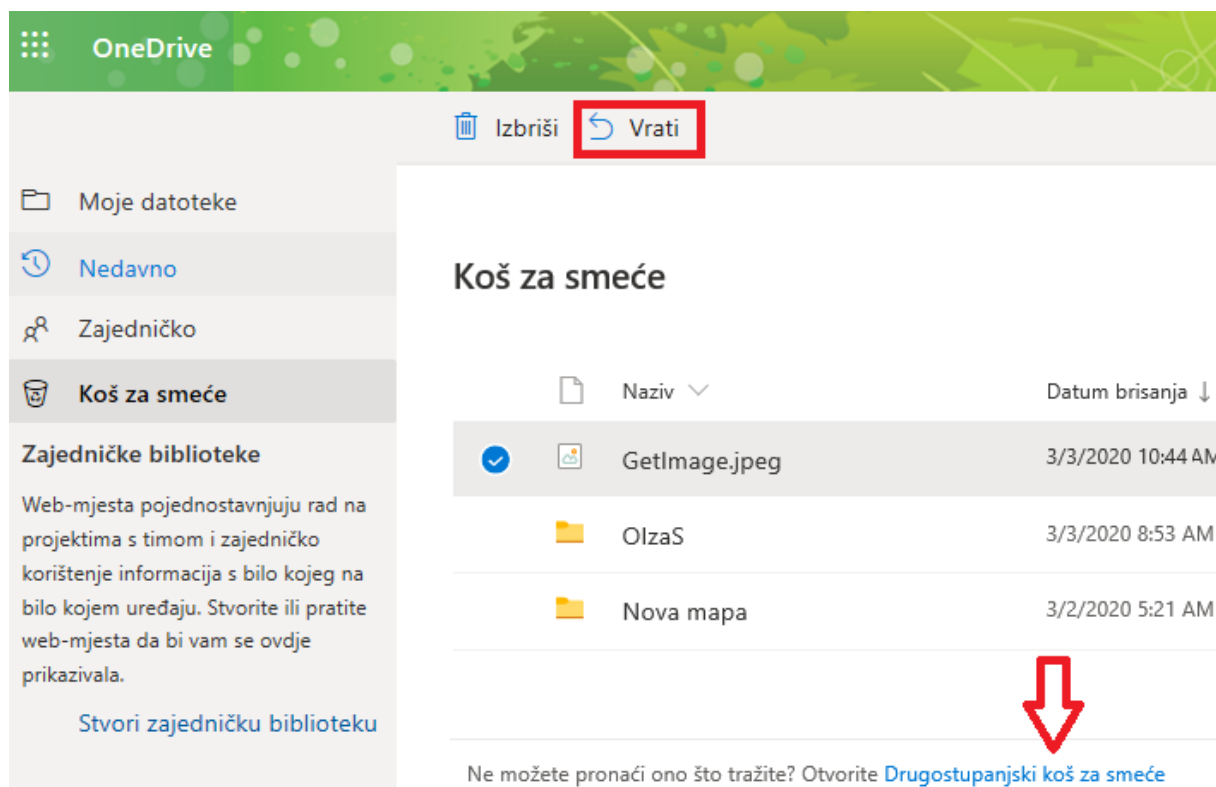 OneDrive
Izbriši
Vrati
Moje datoteke
Nedavno
Zajedničko
Koš za smeće
Zajedničke biblioteke
Web-mjesta pojednostavnjuju rad na
projektima s timom i zajedničko
korištenje informacija s bilo kojeg na
bilo kojem uređaju. Stvorite ili pratite
web-mjesta da bi vam se ovdje
prikazivala.
Stvori zajedničku biblioteku
Koš za smeće
Naziv Datum brisanja
GetImage.jpeg 3/3/2020 10:44 AM
OIzaS 3/3/2020 8:53 AM
Nova mapa 3/2/2020 5:21 AM
Ne možete pronaći ono što tražite? Otvorite Drugostupanjski koš za smeće